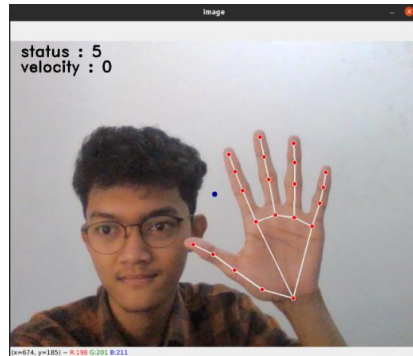 Image
status : 5
velocity : 0
(x=674, y=185) ~ R:198 G:201 B:211